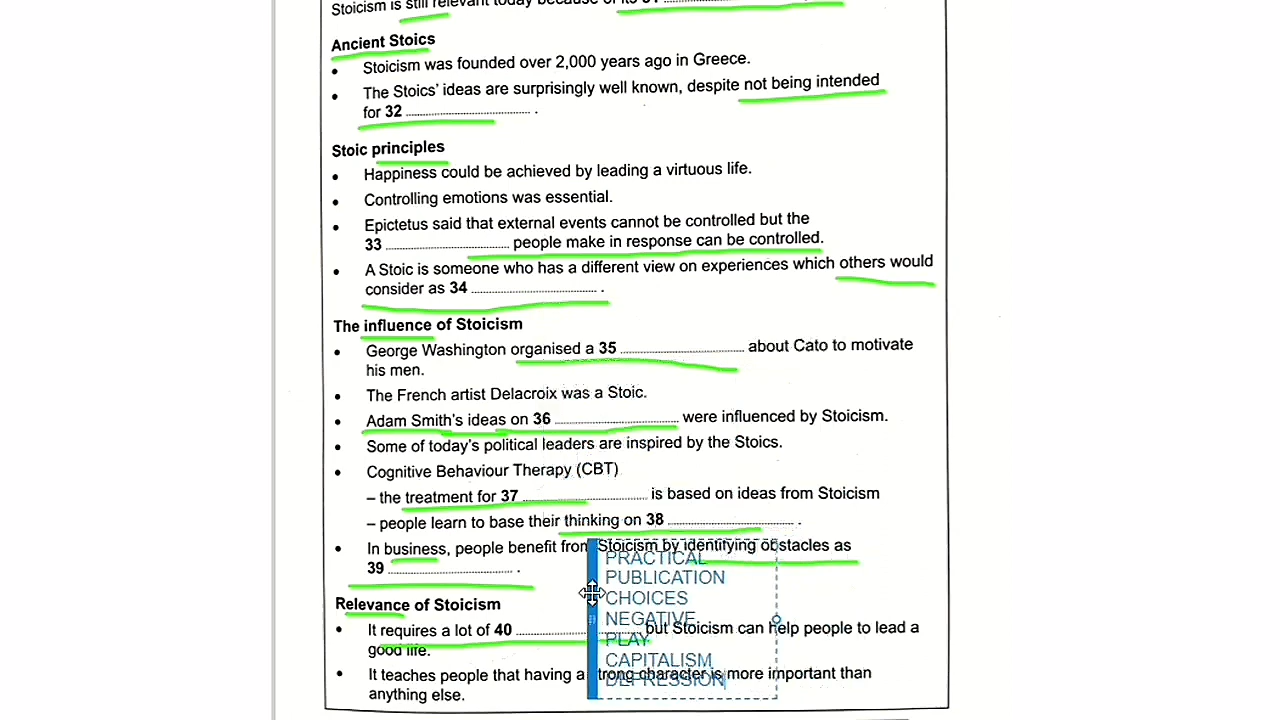 Stoicism is still relevant today because of its 31
Ancient Stoics
• Stoicism was founded over 2,000 years ago in Greece.
• The Stoics' ideas are surprisingly well known, despite not being intended
for 32 .................... .
Stoic principles
• Happiness could be achieved by leading a virtuous life.
• Controlling emotions was essential.
• Epictetus said that external events cannot be controlled but the
33 .................... people make in response can be controlled.
• A Stoic is someone who has a different view on experiences which others would
consider as 34 .................... .
The influence of Stoicism
• George Washington organised a 35 .................... about Cato to motivate
his men.
• The French artist Delacroix was a Stoic.
• Adam Smith's ideas on 36 .................... were influenced by Stoicism.
• Some of today's political leaders are inspired by the Stoics.
• Cognitive Behaviour Therapy (CBT)
– the treatment for 37 .................... is based on ideas from Stoicism
– people learn to base their thinking on 38 .................... .
• In business, people benefit from Stoicism by identifying obstacles as
39 .................... .
Relevance of Stoicism
• It requires a lot of 40 .................... but Stoicism can help people to lead a
good life.
• It teaches people that having a strong character is more important than
anything else.
PRACTICAL
PUBLICATION
CHOICES
NEGATIVE
PLAY
CAPITALISM
DEPRESSION